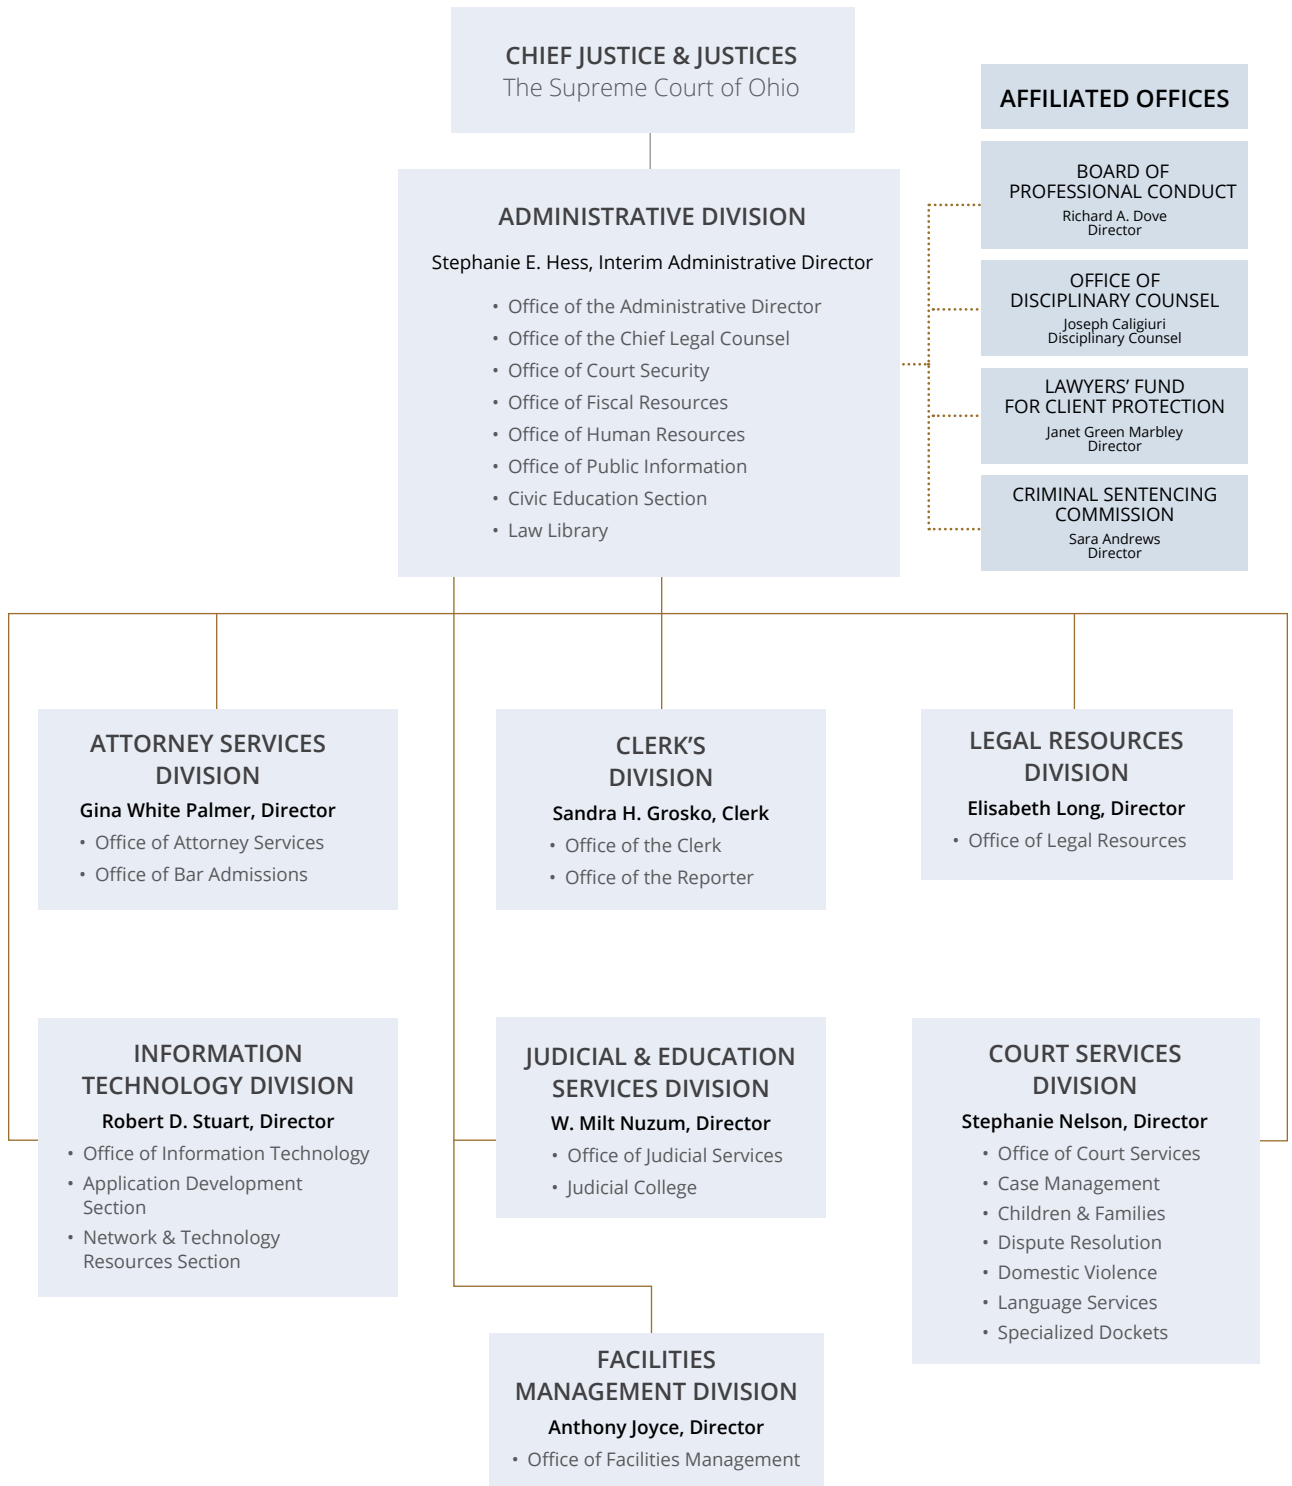 CHIEF JUSTICE & JUSTICES
The Supreme Court of Ohio
AFFILIATED OFFICES
BOARD OF
PROFESSIONAL CONDUCT
Richard A. Dove
Director
OFFICE OF
DISCIPLINARY COUNSEL
Joseph Caligiuri
Disciplinary Counsel
LAWYERS’ FUND
FOR CLIENT PROTECTION
Janet Green Marbley
Director
CRIMINAL SENTENCING
COMMISSION
Sara Andrews
Director
ADMINISTRATIVE DIVISION
Stephanie E. Hess, Interim Administrative Director
• Office of the Administrative Director
• Office of the Chief Legal Counsel
• Office of Court Security
• Office of Fiscal Resources
• Office of Human Resources
• Office of Public Information
• Civic Education Section
• Law Library
ATTORNEY SERVICES
DIVISION
Gina White Palmer, Director
• Office of Attorney Services
• Office of Bar Admissions
CLERK’S
DIVISION
Sandra H. Grosko, Clerk
• Office of the Clerk
• Office of the Reporter
LEGAL RESOURCES
DIVISION
Elisabeth Long, Director
• Office of Legal Resources
INFORMATION
TECHNOLOGY DIVISION
Robert D. Stuart, Director
• Office of Information Technology
• Application Development
Section
• Network & Technology
Resources Section
JUDICIAL & EDUCATION
SERVICES DIVISION
W. Milt Nuzum, Director
• Office of Judicial Services
• Judicial College
COURT SERVICES
DIVISION
Stephanie Nelson, Director
• Office of Court Services
• Case Management
• Children & Families
• Dispute Resolution
• Domestic Violence
• Language Services
• Specialized Dockets
FACILITIES
MANAGEMENT DIVISION
Anthony Joyce, Director
• Office of Facilities Management